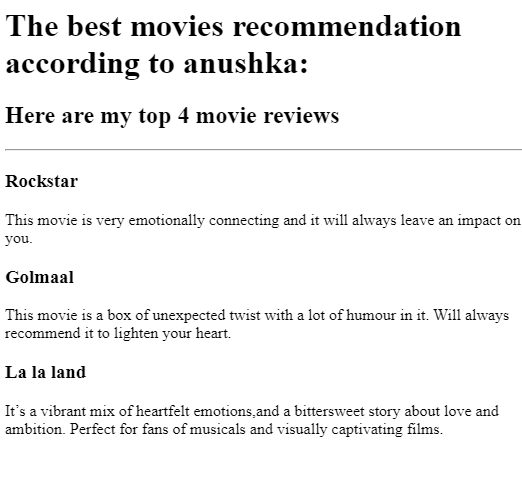 The best movies recommendation
according to anushka:
Here are my top 4 movie reviews
Rockstar
This movie is very emotionally connecting and it will always leave an impact on
you.
Golmaal
This movie is a box of unexpected twist with a lot of humour in it. Will always
recommend it to lighten your heart.
La la land
It’s a vibrant mix of heartfelt emotions,and a bittersweet story about love and
ambition. Perfect for fans of musicals and visually captivating films.